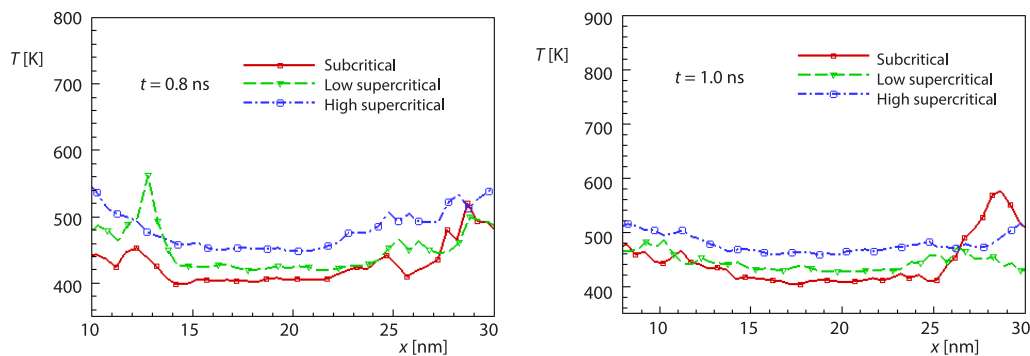 800
T [K]
700
600
500
400
t = 0.8 ns
Subcritical
Low supercritical
High supercritical
10
15
20
25
30
x [nm]
900
T [K]
800
700
600
500
400
t = 1.0 ns
Subcritical
Low supercritical
High supercritical
10
15
20
25
30
x [nm]